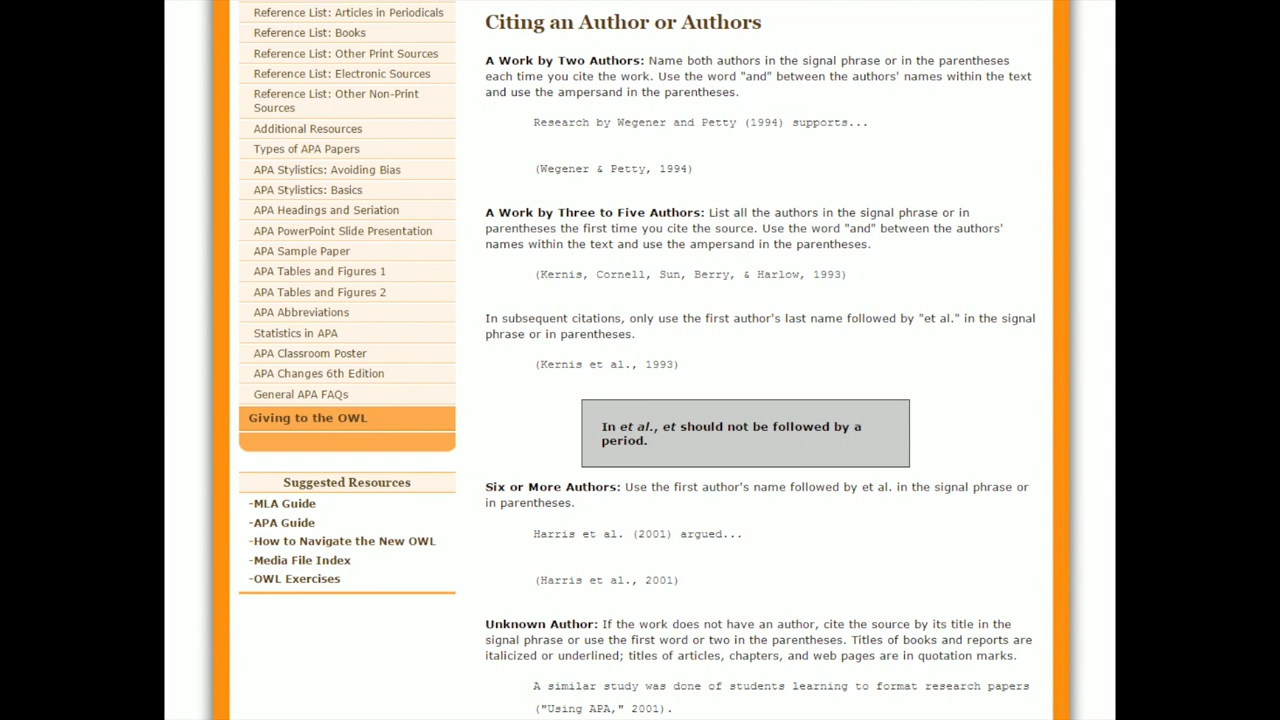 Reference List: Articles in Periodicals
Reference List: Books
Reference List: Other Print Sources
Reference List: Electronic Sources
Reference List: Other Non-Print
Sources
Additional Resources
Types of APA Papers
APA Stylistics: Avoiding Bias
APA Stylistics: Basics
APA Headings and Seriation
APA PowerPoint Slide Presentation
APA Sample Paper
APA Tables and Figures 1
APA Tables and Figures 2
APA Abbreviations
Statistics in APA
APA Classroom Poster
APA Changes 6th Edition
General APA FAQs
Giving to the OWL
Suggested Resources
-MLA Guide
-APA Guide
-How to Navigate the New OWL
-Media File Index
-OWL Exercises
Citing an Author or Authors
A Work by Two Authors: Name both authors in the signal phrase or in the parentheses
each time you cite the work. Use the word "and" between the authors' names within the text
and use the ampersand in the parentheses.
Research by Wegener and Petty (1994) supports...
(Wegener & Petty, 1994)
A Work by Three to Five Authors: List all the authors in the signal phrase or in
parentheses the first time you cite the source. Use the word "and" between the authors'
names within the text and use the ampersand in the parentheses.
(Kernis, Cornell, Sun, Berry, & Harlow, 1993)
In subsequent citations, only use the first author's last name followed by "et al." in the signal
phrase or in parentheses.
(Kernis et al., 1993)
In et al., et should not be followed by a
period.
Six or More Authors: Use the first author's name followed by et al. in the signal phrase or
in parentheses.
Harris et al. (2001) argued...
(Harris et al., 2001)
Unknown Author: If the work does not have an author, cite the source by its title in the
signal phrase or use the first word or two in the parentheses. Titles of books and reports are
italicized or underlined; titles of articles, chapters, and web pages are in quotation marks.
A similar study was done of students learning to format research papers
("Using APA," 2001).